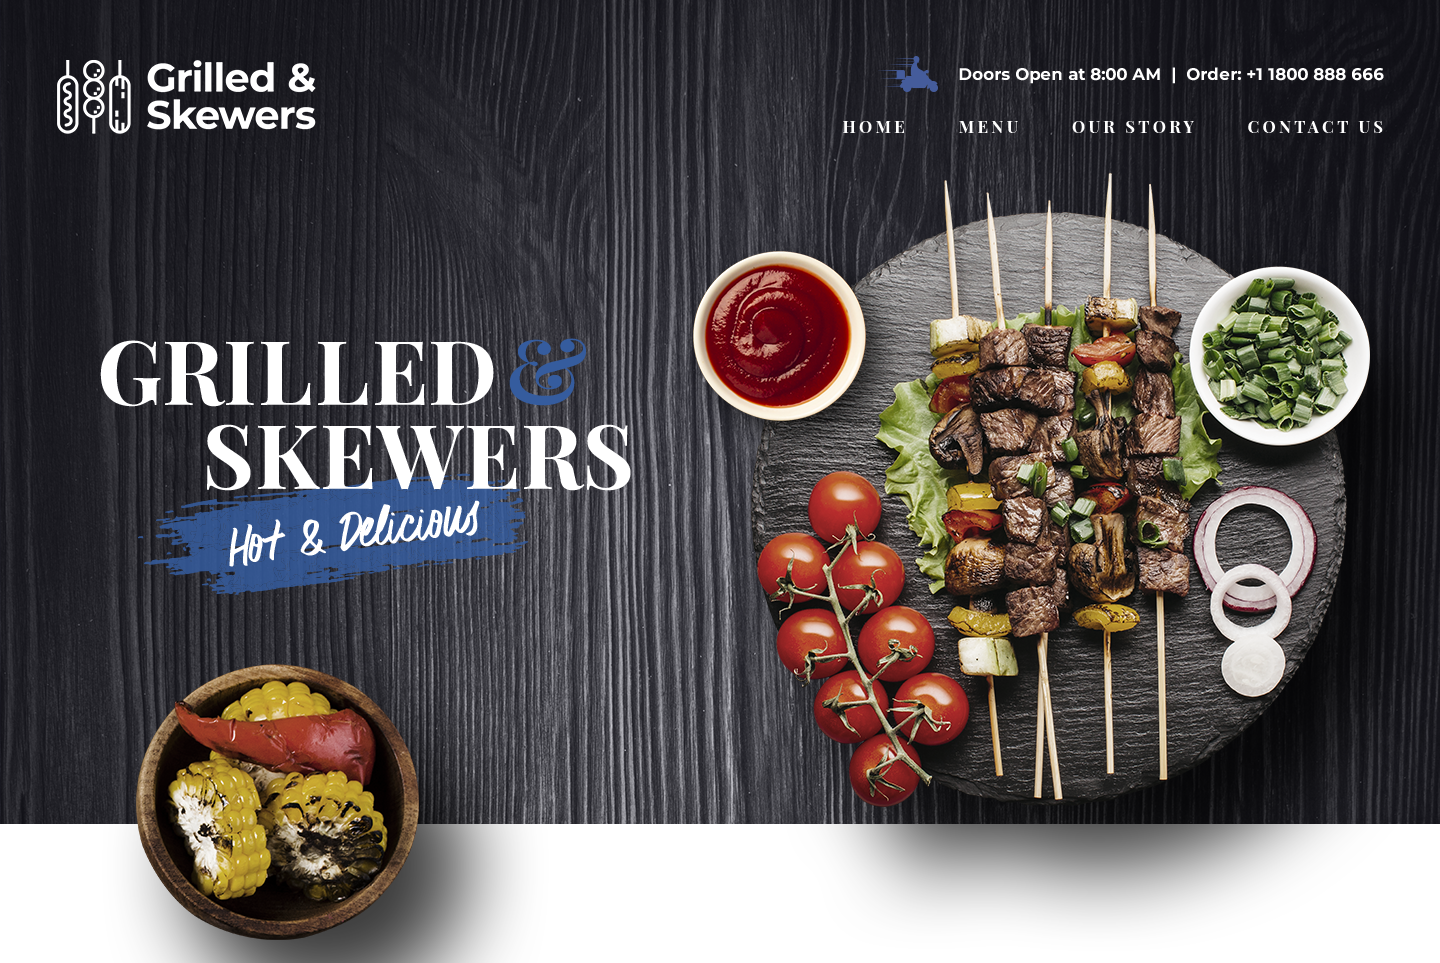 Grilled &
Skewers
Doors Open at 8:00 AM | Order: +1 1800 888 666
HOME MENU OUR STORY CONTACT US
GRILLED &
SKEWERS
Hot & Delicious